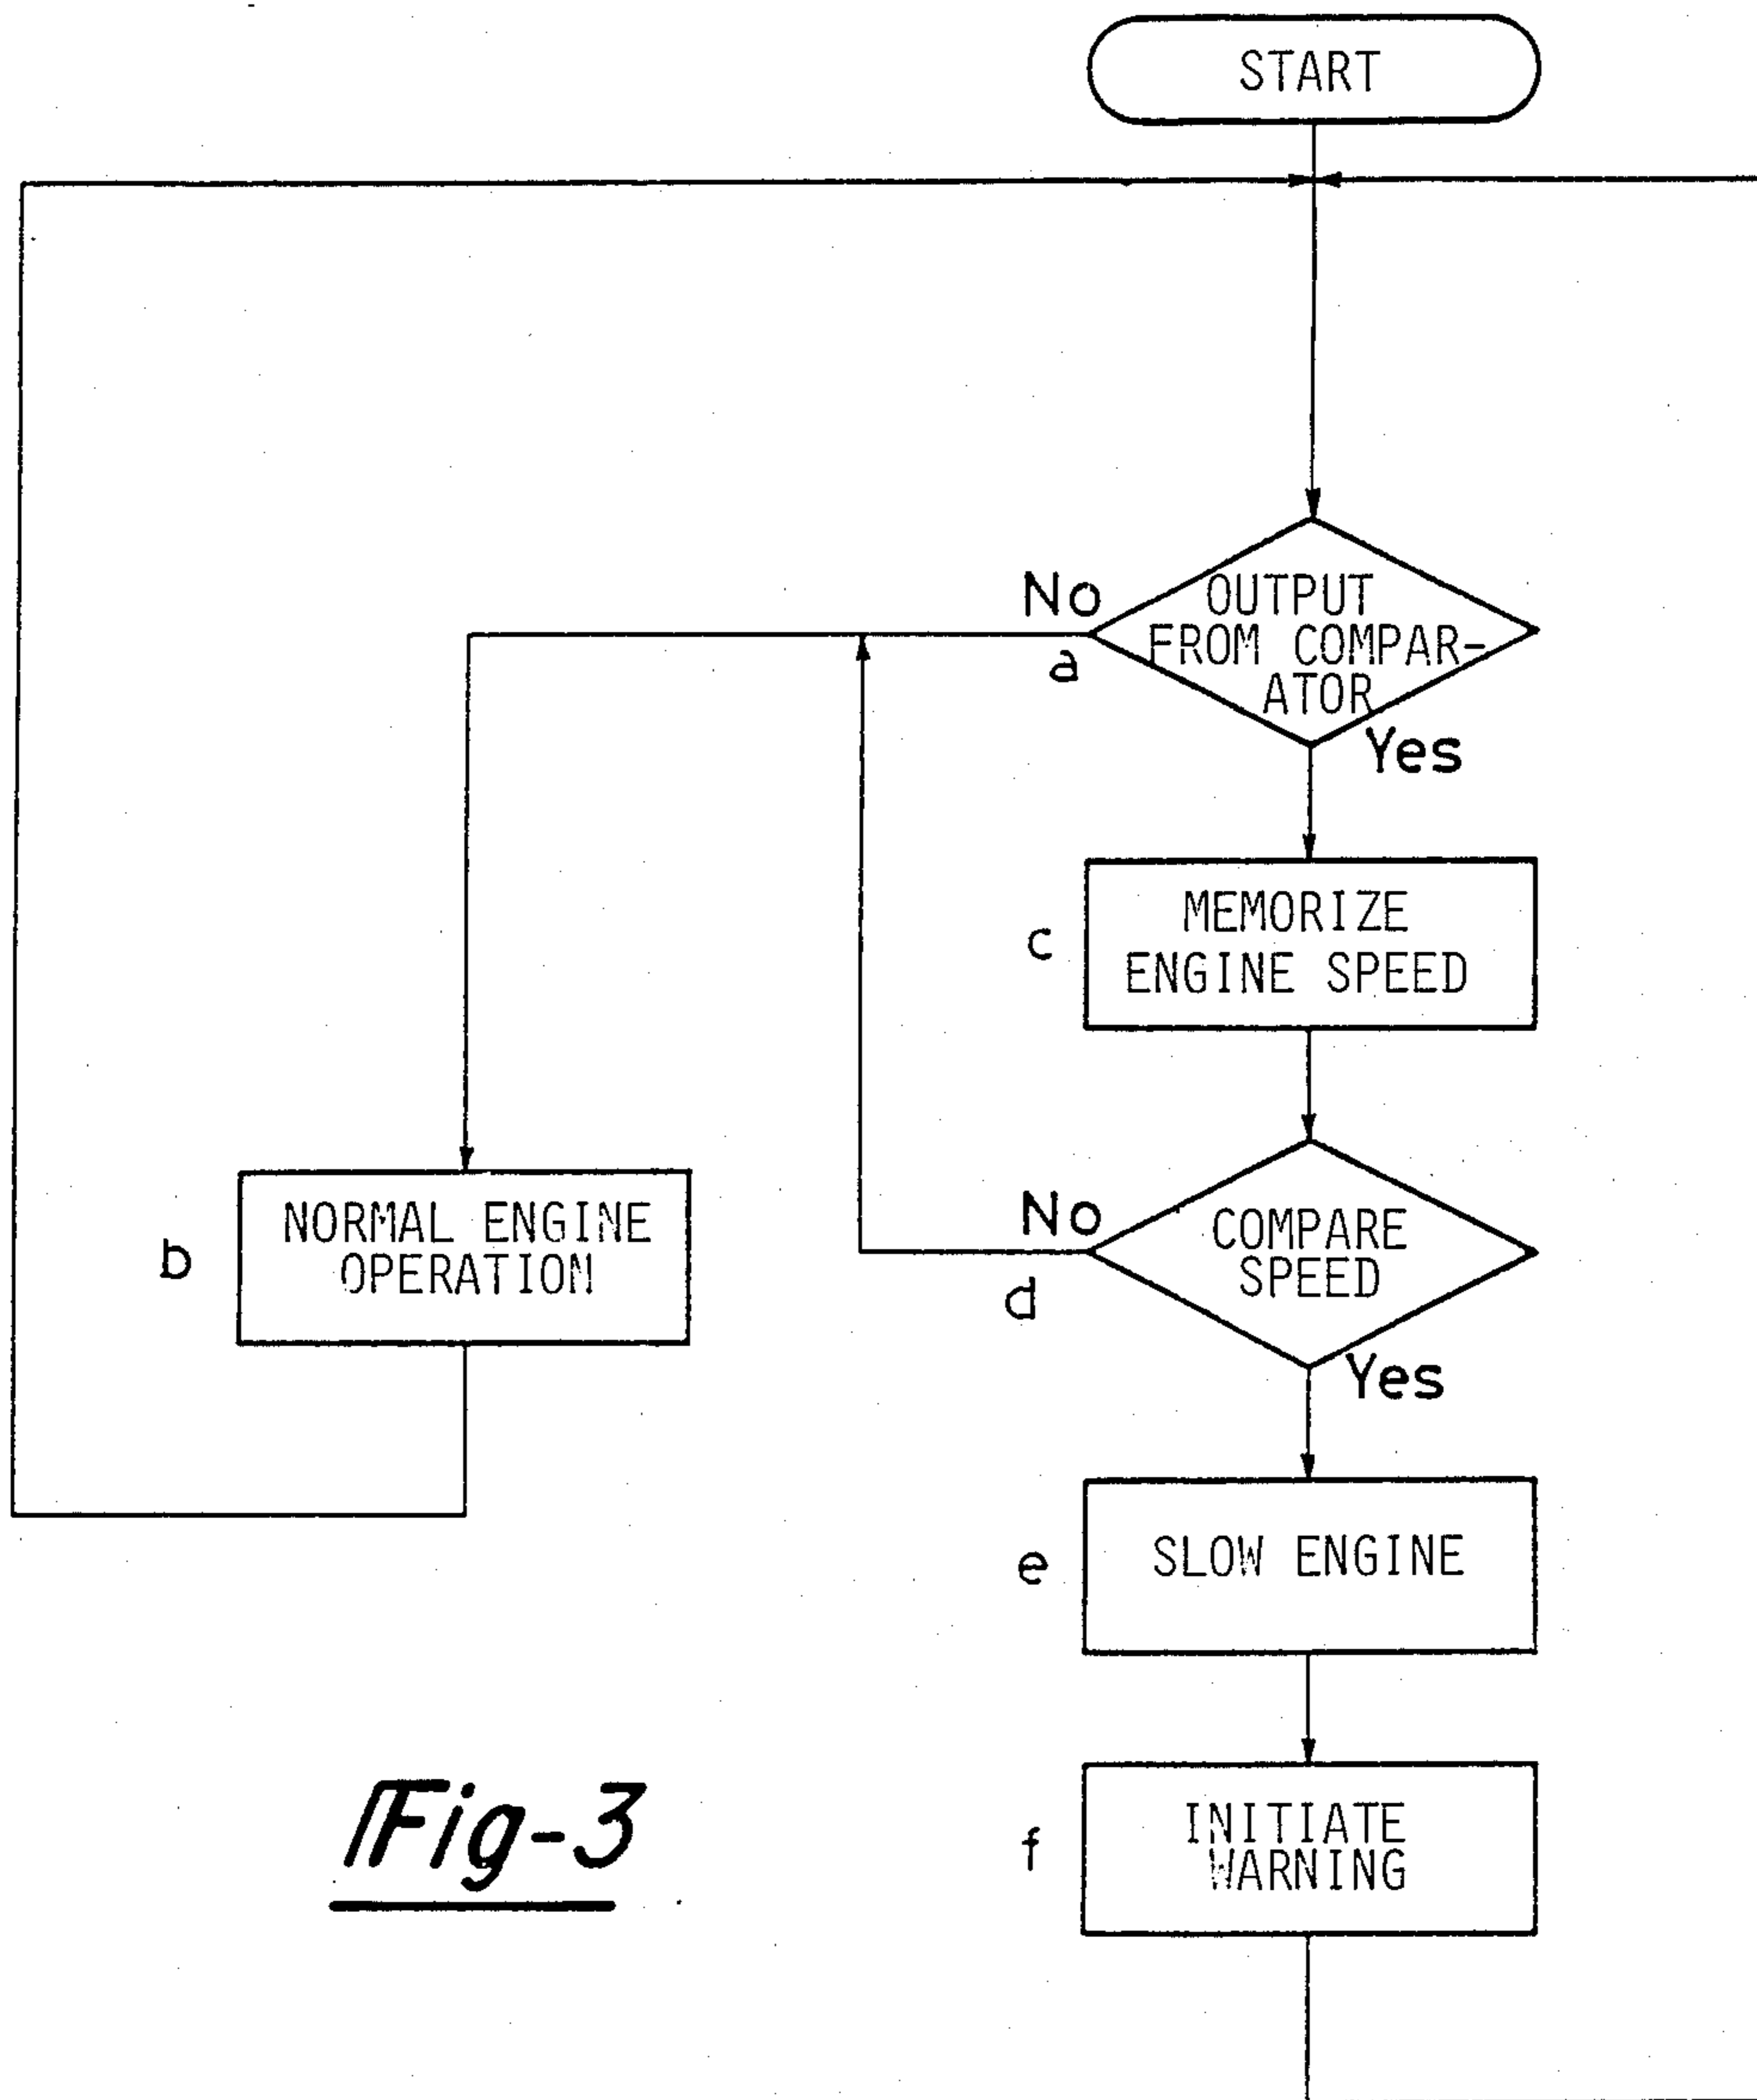 START
No
OUTPUT
FROM COMPAR-
ATOR
a
Yes
MEMORIZE
ENGINE SPEED
c
NORMAL ENGINE
OPERATION
b
No
COMPARE
SPEED
d
Yes
SLOW ENGINE
e
INITIATE
WARNING
f
Fig-3